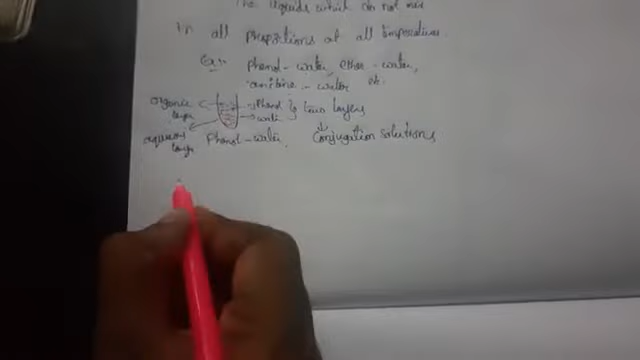 The liquids which do not mix
in all proportions at all temperatures.
Ex:- Phenol - water, ether - water,
aniline - water etc.
organic layer
Phenol } two layers
water
aqueous layer
Phenol - water
Conjugation solutions